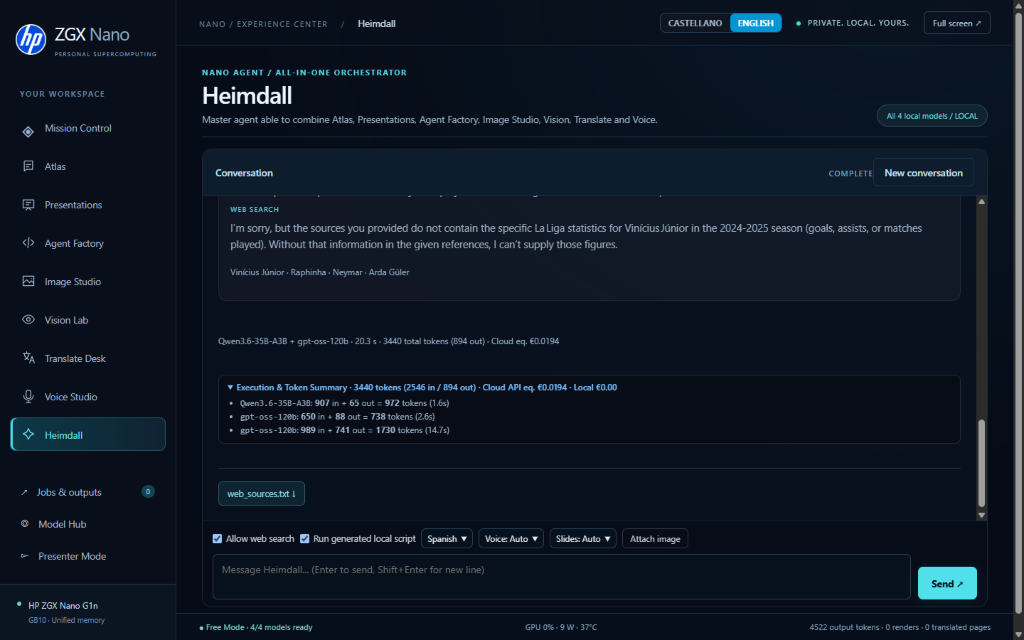 hp
ZGX Nano
PERSONAL SUPERCOMPUTING
YOUR WORKSPACE
Mission Control
Atlas
Presentations
Agent Factory
Image Studio
Vision Lab
Translate Desk
Voice Studio
Heimdall
Jobs & outputs 0
Model Hub
Presenter Mode
HP ZGX Nano G1n
GB10 · Unified memory
NANO / EXPERIENCE CENTER / Heimdall
CASTELLANO ENGLISH
PRIVATE. LOCAL. YOURS.
Full screen ↗
NANO AGENT / ALL-IN-ONE ORCHESTRATOR
Heimdall
Master agent able to combine Atlas, Presentations, Agent Factory, Image Studio, Vision, Translate and Voice.
All 4 local models / LOCAL
Conversation
COMPLETE
New conversation
WEB SEARCH
I'm sorry, but the sources you provided do not contain the specific La Liga statistics for Vinícius Júnior in the 2024-2025 season (goals, assists, or matches
played). Without that information in the given references, I can't supply those figures.
Vinícius Júnior · Raphinha · Neymar · Arda Güler
Qwen3.6-35B-A3B + gpt-oss-120b · 20.3 s · 3440 total tokens (894 out) · Cloud eq. €0.0194
▼ Execution & Token Summary · 3440 tokens (2546 in / 894 out) · Cloud API eq. €0.0194 · Local €0.00
• Qwen3.6-35B-A3B: 907 in + 65 out = 972 tokens (1.6s)
• gpt-oss-120b: 650 in + 88 out = 738 tokens (2.6s)
• gpt-oss-120b: 989 in + 741 out = 1730 tokens (14.7s)
web_sources.txt ↓
Allow web search Run generated local script Spanish ▼ Voice: Auto ▼ Slides: Auto ▼ Attach image
Message Heimdall... (Enter to send, Shift+Enter for new line)
Send ↗
Free Mode · 4/4 models ready
GPU 0% · 9 W · 37°C
4522 output tokens · 0 renders · 0 translated pages